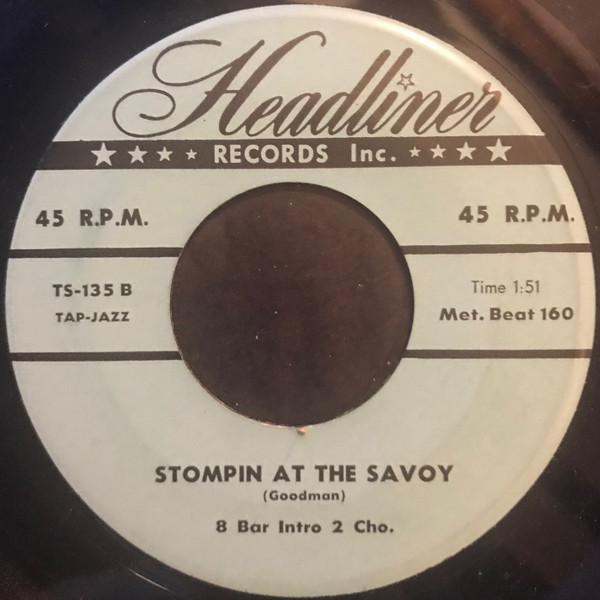 Headliner
RECORDS Inc.
45 R.P.M.
45 R.P.M.
TS-135 B
TAP-JAZZ
Time 1:51
Met. Beat 160
STOMPIN AT THE SAVOY
(Goodman)
8 Bar Intro 2 Cho.